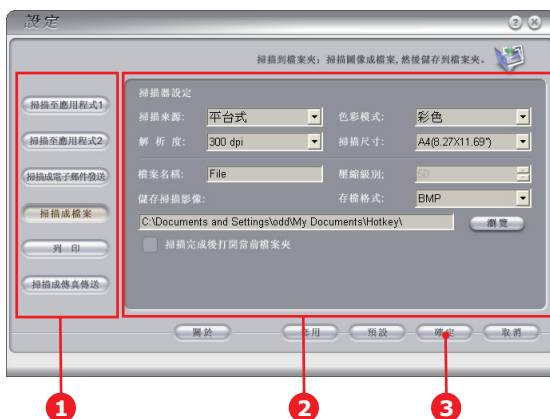 設定
掃描到檔案夾：掃描圖像成檔案,然後儲存到檔案夾。
掃描至應用程式1
掃描至應用程式2
掃描成電子郵件發送
掃描成檔案
列 印
掃描成傳真傳送
掃描器設定
掃描來源: 平台式 色彩模式: 彩色
解 析 度: 300 dpi 掃描尺寸: A4(8.27X11.69")
檔案名稱: File 壓縮級別; 50
儲存掃描影像: 存檔格式: BMP
C:\Documents and Settings\odd\My Documents\Hotkey\ 瀏覽
掃描完成後打開當前檔案夾
關於 套用 預設 確定 取消
1 2 3